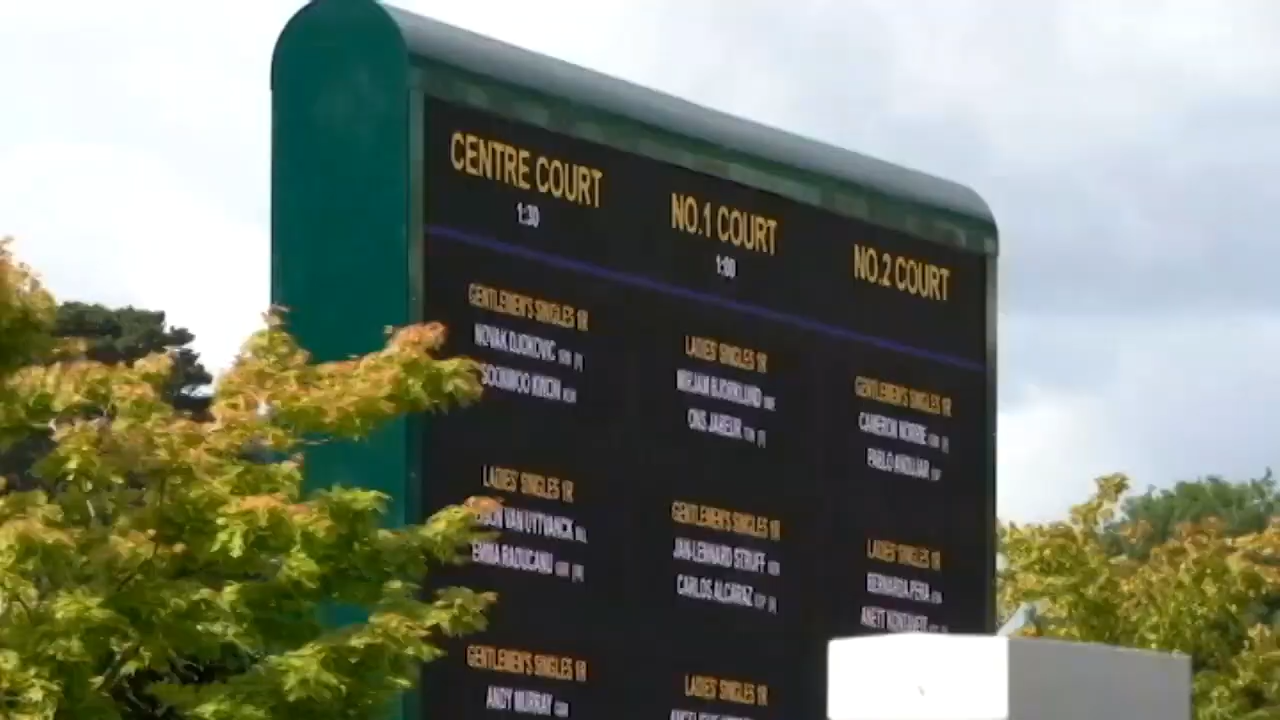 CENTRE COURT
1:30
GENTLEMEN'S SINGLES 1R
NOVAK DJOKOVIC
SOONWOO KWON
LADIES' SINGLES 1R
VAN UYTVANCK
EMMA RADUCANU
GENTLEMEN'S SINGLES 1R
ANDY MURRAY
NO.1 COURT
1:00
LADIES' SINGLES 1R
MIRJAM BJORKLUND
ONS JABEUR
GENTLEMEN'S SINGLES 1R
JAN-LENNARD STRUFF
CARLOS ALCARAZ
LADIES' SINGLES 1R
NO.2 COURT
GENTLEMEN'S SINGLES 1R
CAMERON NORRIE
PABLO ANDUJAR
LADIES' SINGLES 1R
BERNARDA PERA
ANETT KONTAVEIT